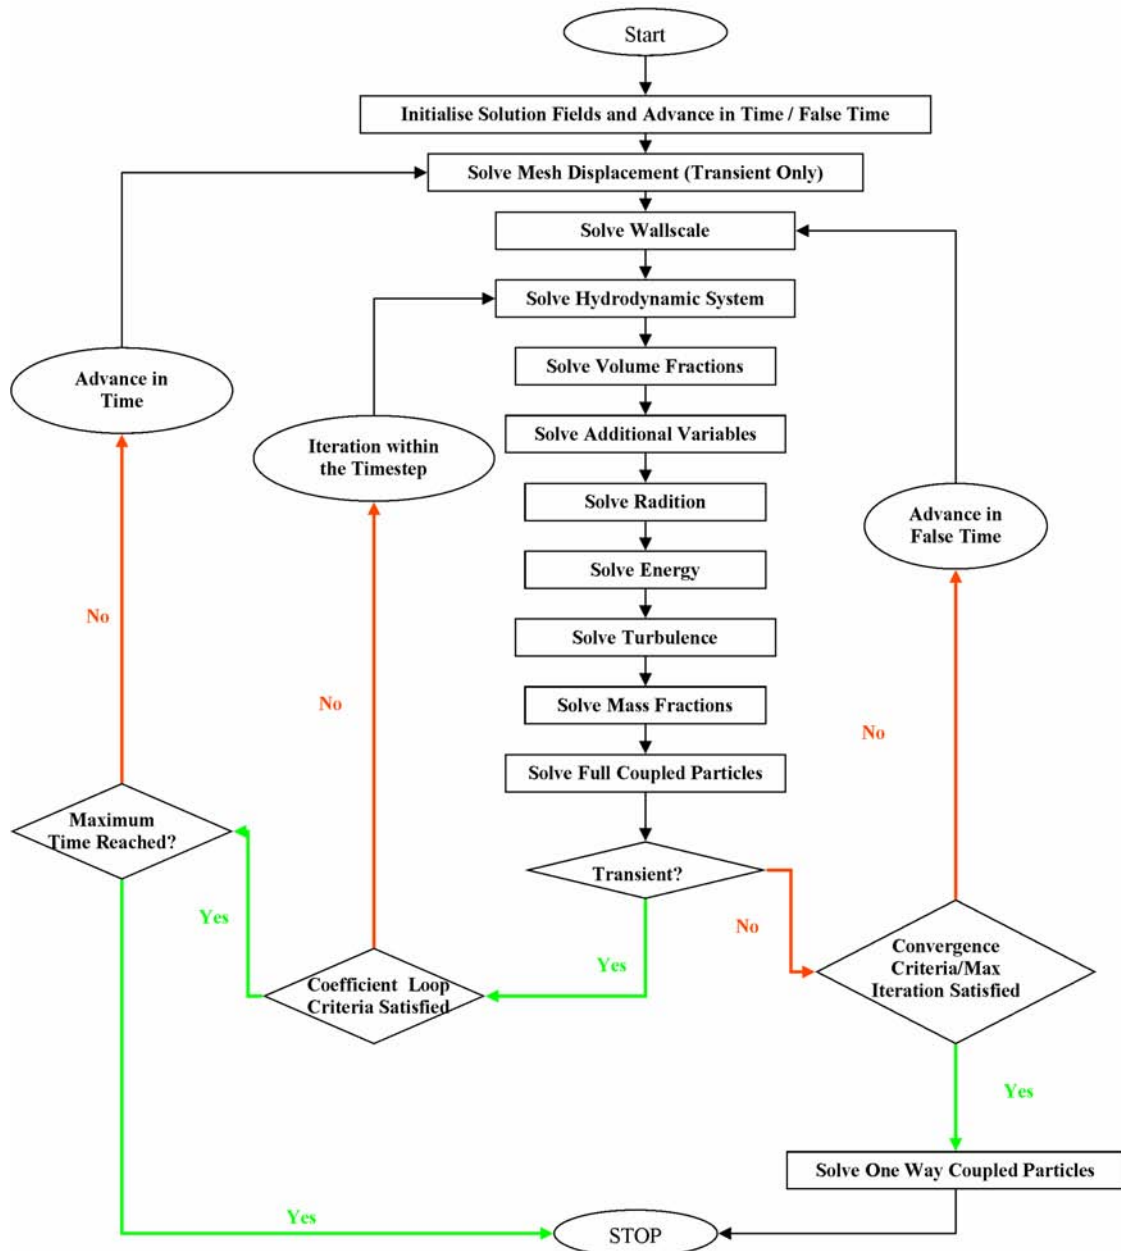 Start
Initialise Solution Fields and Advance in Time / False Time
Solve Mesh Displacement (Transient Only)
Solve Wallscale
Solve Hydrodynamic System
Solve Volume Fractions
Advance in
Time
Solve Additional Variables
Iteration within
the Timestep
Solve Radition
Advance in
False Time
Solve Energy
No
Solve Turbulence
No
Solve Mass Fractions
No
Solve Full Coupled Particles
Maximum
Time Reached?
Transient?
Yes
No
Convergence
Criteria/Max
Iteration Satisfied
Yes
Coefficient Loop
Criteria Satisfied
Yes
Solve One Way Coupled Particles
Yes
STOP